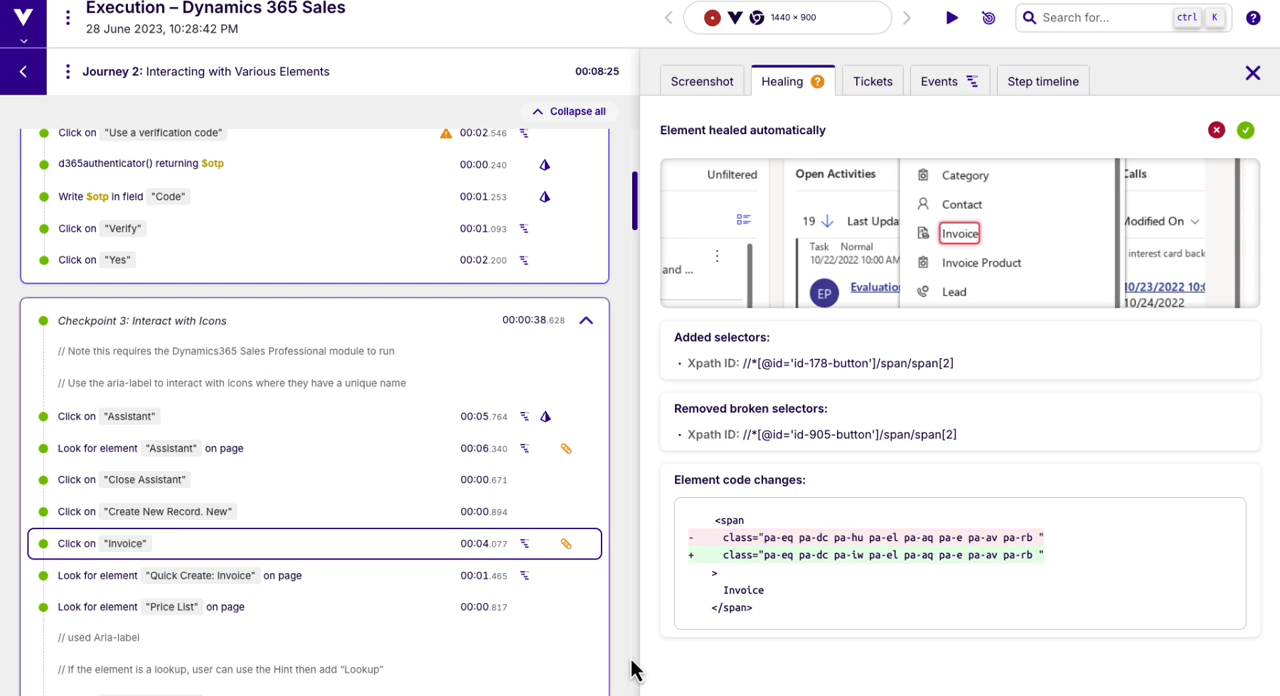 Execution – Dynamics 365 Sales
28 June 2023, 10:28:42 PM
1440 × 900
Search for...
ctrl
K
?
Journey 2: Interacting with Various Elements
00:08:25
Collapse all
Click on "Use a verification code"
00:02.546
d365authenticator() returning $otp
00:00.240
Write $otp in field "Code"
00:01.253
Click on "Verify"
00:01.093
Click on "Yes"
00:02.200
Checkpoint 3: Interact with Icons
00:00:38.628
// Note this requires the Dynamics365 Sales Professional module to run
// Use the aria-label to interact with icons where they have a unique name
Click on "Assistant"
00:05.764
Look for element "Assistant" on page
00:06.340
Click on "Close Assistant"
00:00.671
Click on "Create New Record. New"
00:00.894
Click on "Invoice"
00:04.077
Look for element "Quick Create: Invoice" on page
00:01.465
Look for element "Price List" on page
00:00.817
// used Aria-label
// If the element is a lookup, user can use the Hint then add "Lookup"
Screenshot
Healing ?
Tickets
Events
Step timeline
Element healed automatically
Unfiltered
and ...
Open Activities
19
Last Upda
Task Normal
10/22/2022 10:00 AM
EP
Evaluation
Category
Contact
Invoice
Invoice Product
Lead
Calls
Modified On
interest card back
10/23/2022 10:0
10/24/2022
Added selectors:
· Xpath ID: //*[@id='id-178-button']/span/span[2]
Removed broken selectors:
· Xpath ID: //*[@id='id-905-button']/span/span[2]
Element code changes:
<span
- class="pa-eq pa-dc pa-hu pa-el pa-aq pa-e pa-av pa-rb "
+ class="pa-eq pa-dc pa-iw pa-el pa-aq pa-e pa-av pa-rb "
>
Invoice
</span>